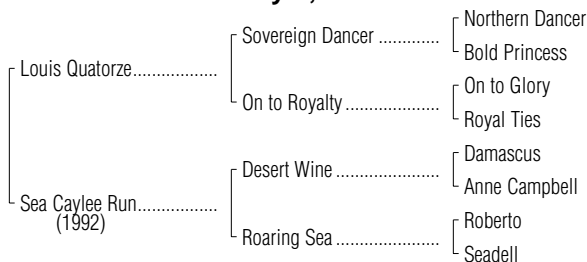 Northern Dancer
Sovereign Dancer ............
Bold Princess
Louis Quatorze.................
On to Glory
On to Royalty ...................
Royal Ties
Damascus
Desert Wine .....................
Anne Campbell
Sea Caylee Run.................
(1992)
Roberto
Roaring Sea .....................
Seadell